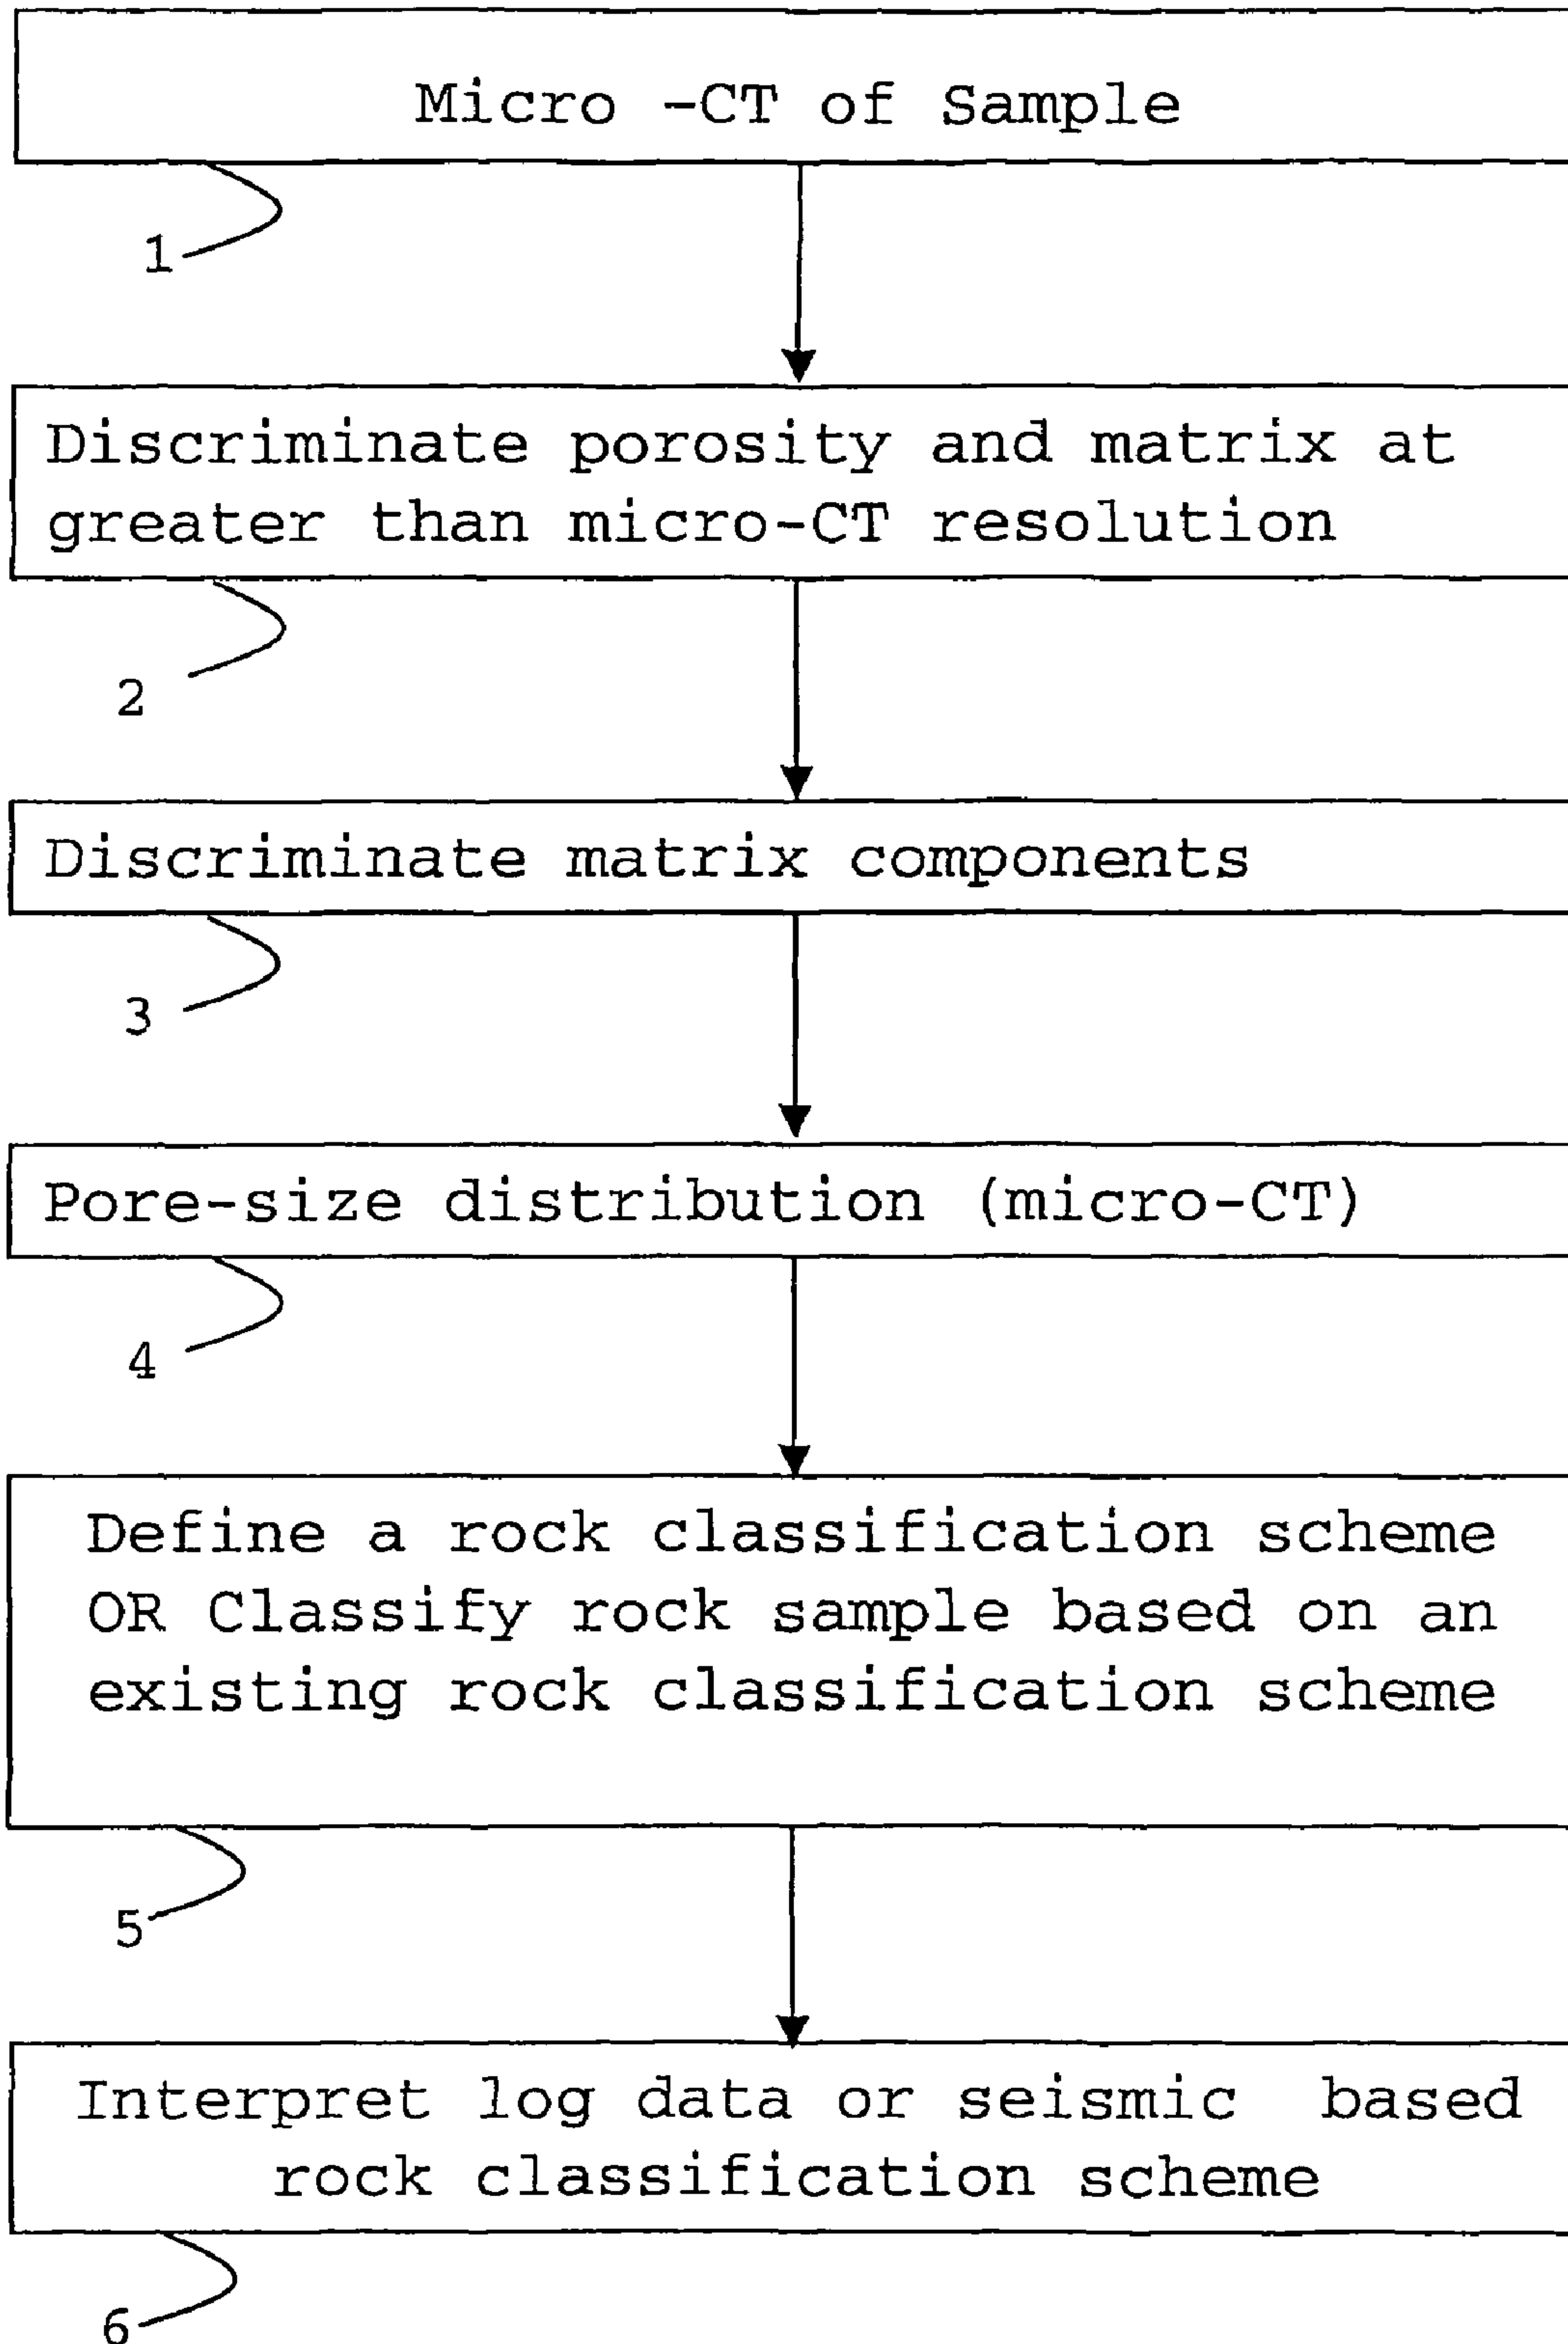 Micro -CT of Sample
1
Discriminate porosity and matrix at
greater than micro-CT resolution
2
Discriminate matrix components
3
Pore-size distribution (micro-CT)
4
Define a rock classification scheme
OR Classify rock sample based on an
existing rock classification scheme
5
Interpret log data or seismic based
rock classification scheme
6